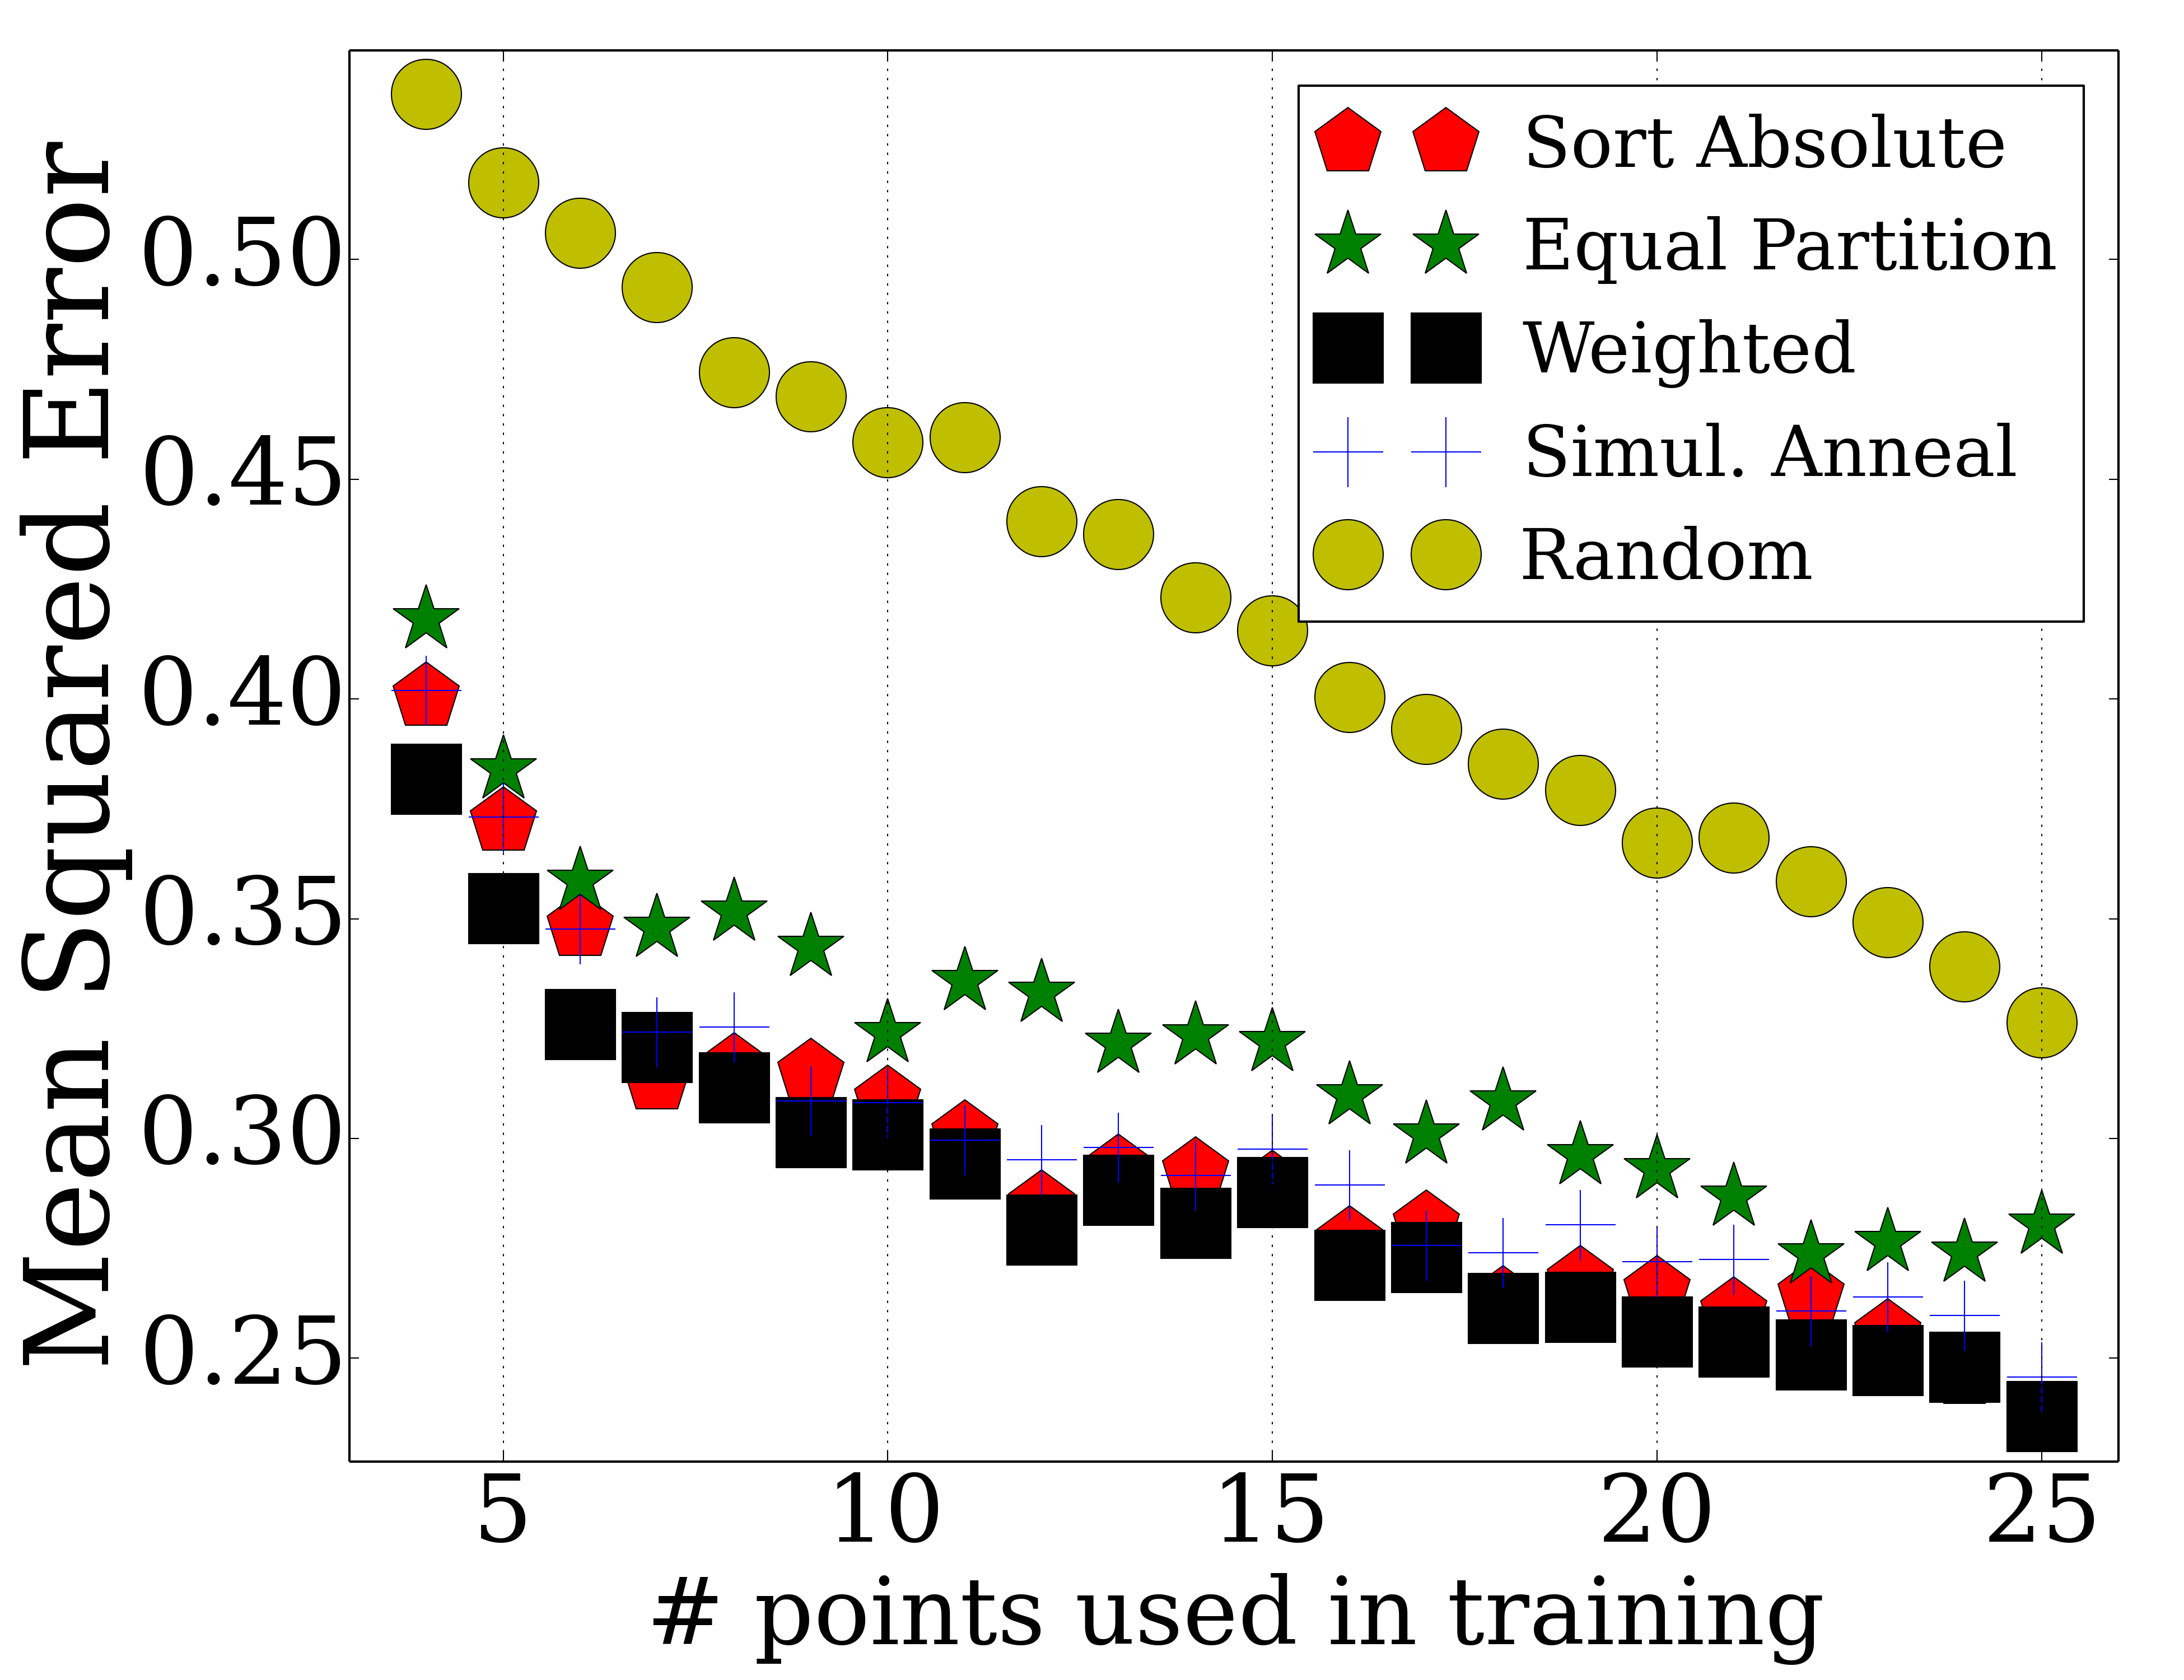 Mean Squared Error
0.50
0.45
0.40
0.35
0.30
0.25
Sort Absolute
Equal Partition
Weighted
Simul. Anneal
Random
5 10 15 20 25
# points used in training